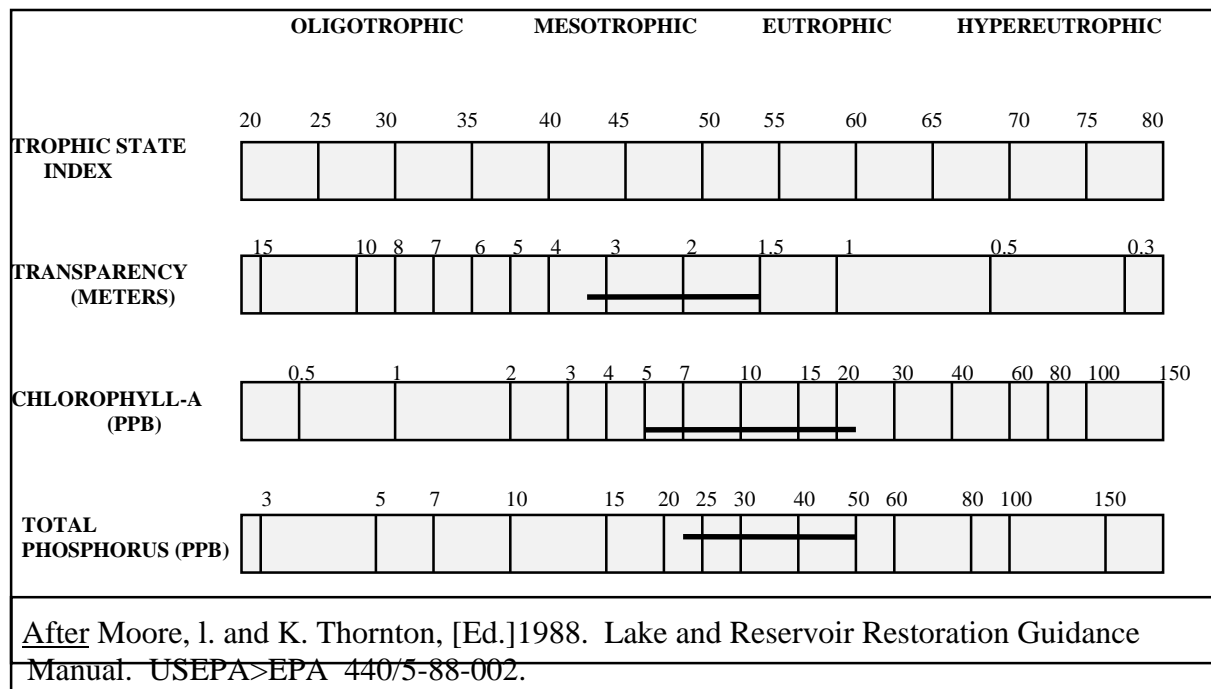 OLIGOTROPHIC MESOTROPHIC EUTROPHIC HYPEREUTROPHIC
20 25 30 35 40 45 50 55 60 65 70 75 80
TROPHIC STATE
INDEX
15 10 8 7 6 5 4 3 2 1.5 1 0.5 0.3
TRANSPARENCY
(METERS)
0.5 1 2 3 4 5 7 10 15 20 30 40 60 80 100 150
CHLOROPHYLL-A
(PPB)
3 5 7 10 15 20 25 30 40 50 60 80 100 150
TOTAL
PHOSPHORUS (PPB)
After Moore, l. and K. Thornton, [Ed.]1988. Lake and Reservoir Restoration Guidance
Manual. USEPA>EPA 440/5-88-002.